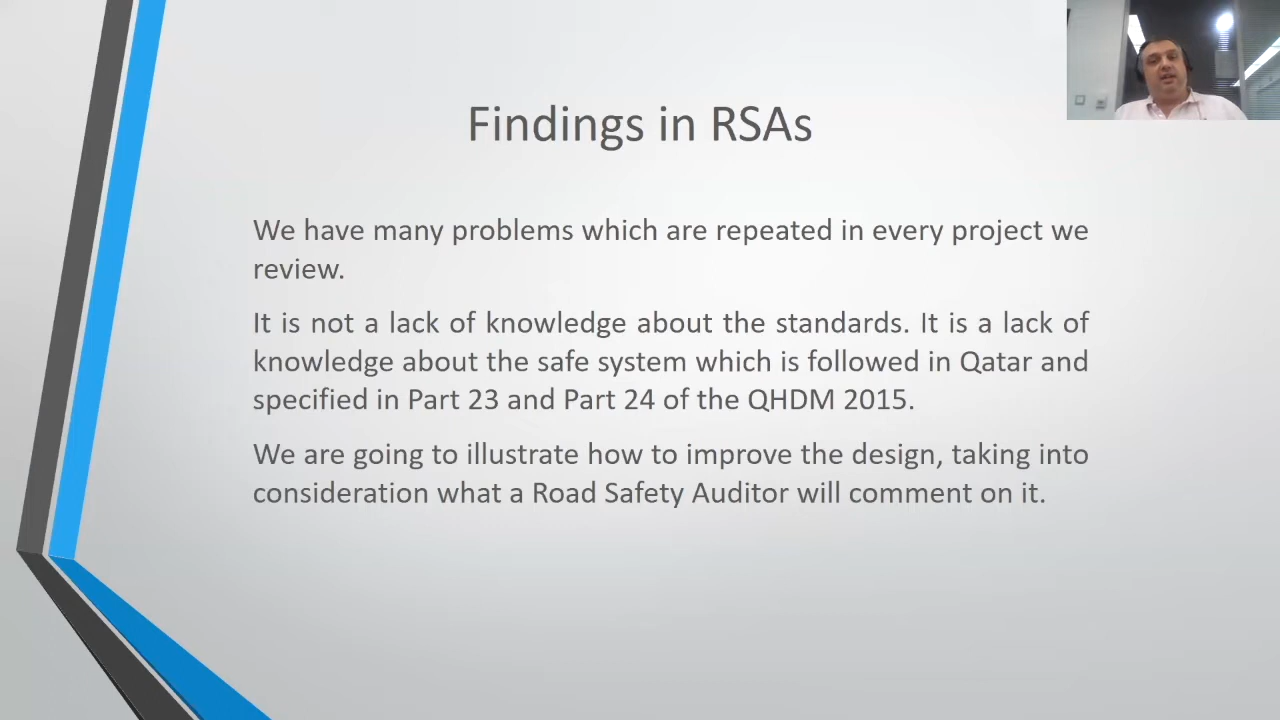 Findings in RSAs
We have many problems which are repeated in every project we
review.
It is not a lack of knowledge about the standards. It is a lack of
knowledge about the safe system which is followed in Qatar and
specified in Part 23 and Part 24 of the QHDM 2015.
We are going to illustrate how to improve the design, taking into
consideration what a Road Safety Auditor will comment on it.